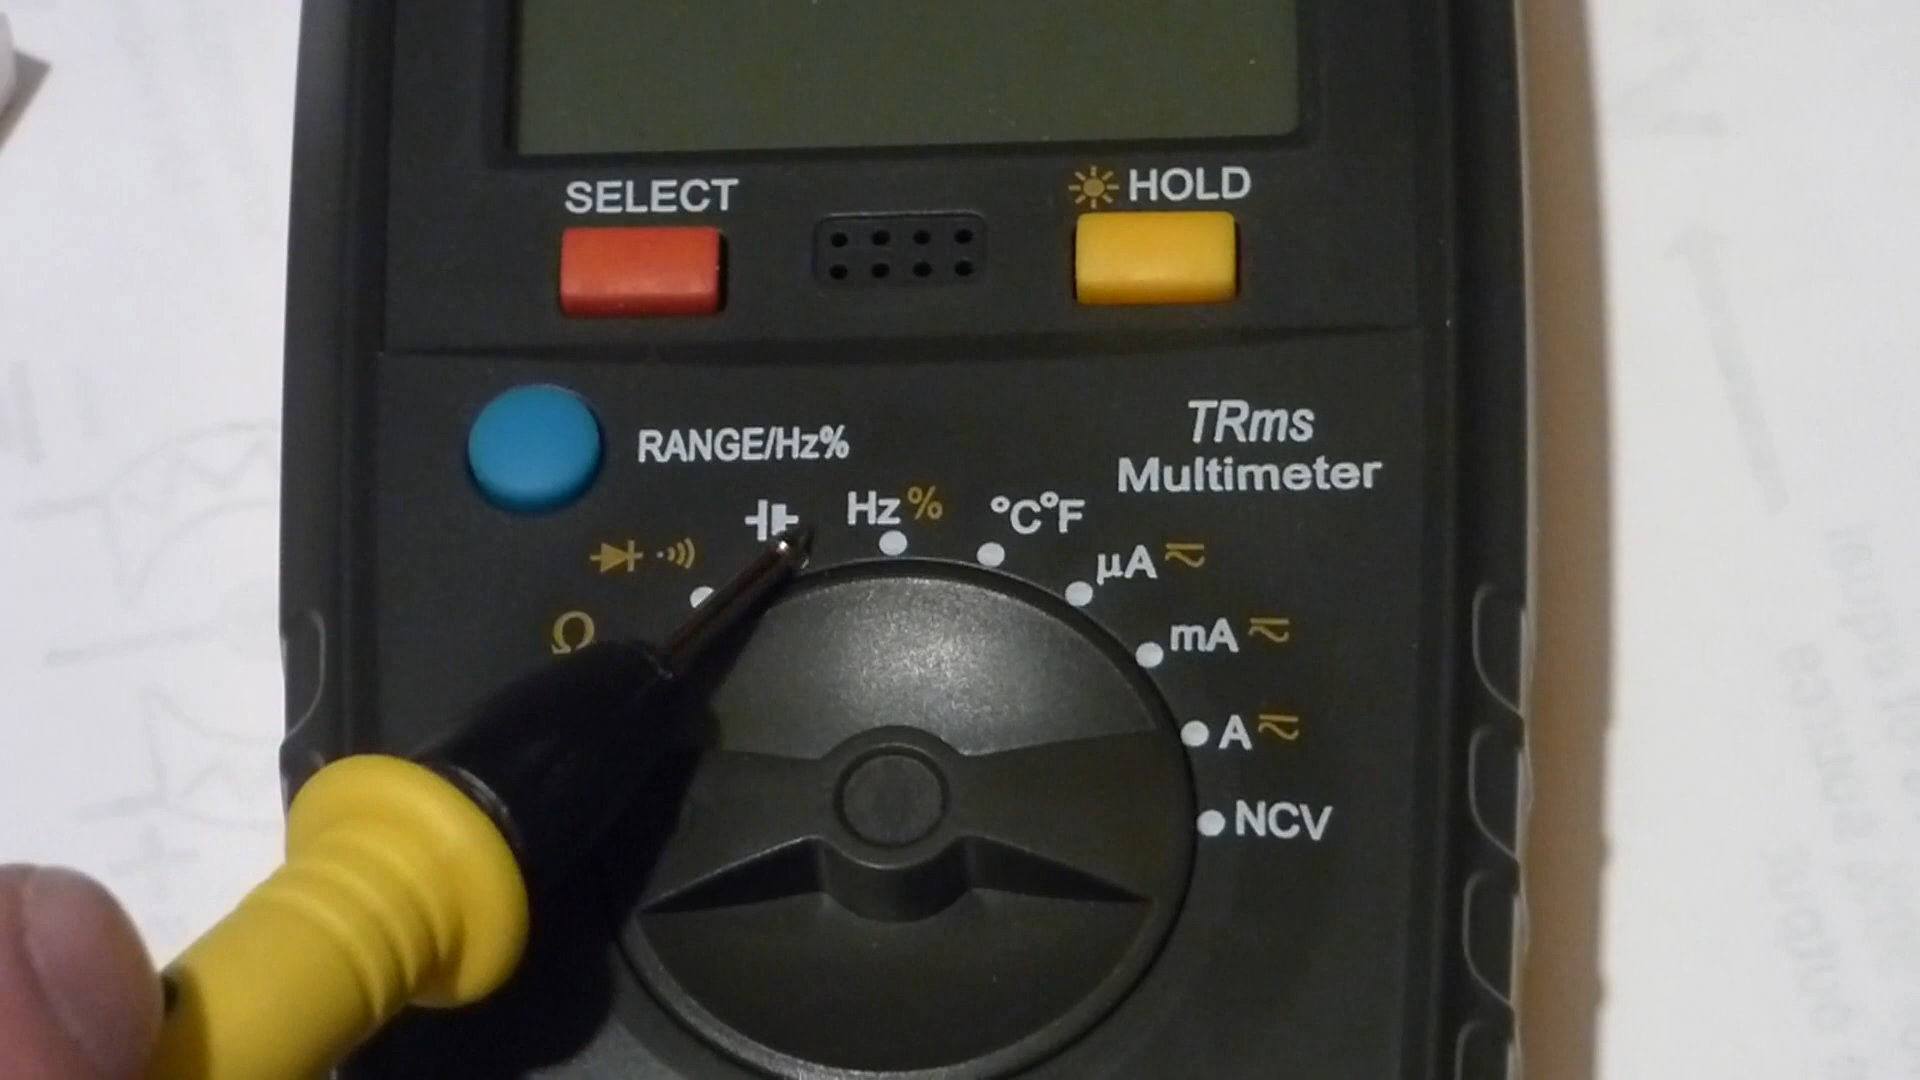 SELECT
HOLD
RANGE/Hz%
TRms
Multimeter
Hz %
°C°F
µA
Ω
mA
A
NCV